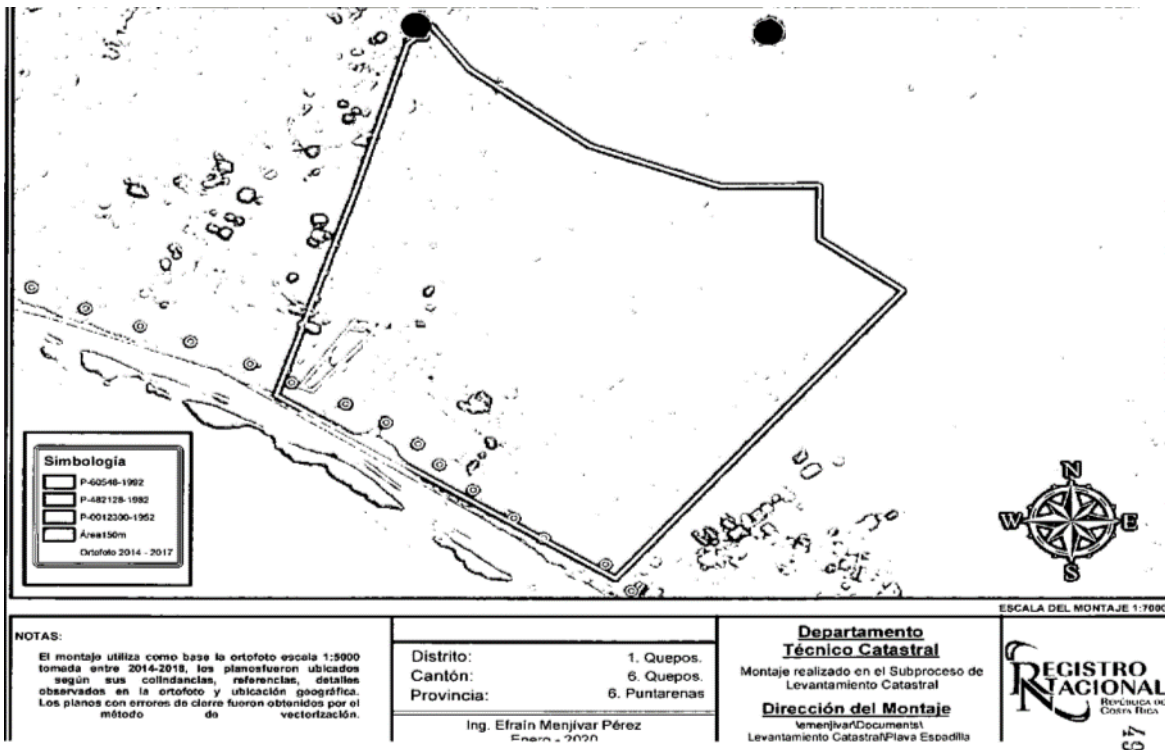 N
W E
S
Simbología
P-60548-1992
P-482128-1982
P-0012300-1952
Área150m
Ortofoto 2014 - 2017
ESCALA DEL MONTAJE 1:7000
NOTAS:
El montaje utiliza como base la ortofoto escala 1:5000
tomada entre 2014-2018, los planosfueron ubicados
según sus colindancias, referencias, detalles
observados en la ortofoto y ubicación geográfica.
Los planos con errores de cierre fueron obtenidos por el
método de vectorización.
Distrito: 1. Quepos.
Cantón: 6. Quepos.
Provincia: 6. Puntarenas
Ing. Efraín Menjívar Pérez
Enero - 2020
Departamento
Técnico Catastral
Montaje realizado en el Subproceso de
Levantamiento Catastral
Dirección del Montaje
\emenjivar\Documents\
Levantamiento Catastral\Playa Espadilla
REGISTRO
NACIONAL
REPÚBLICA DE
COSTA RICA